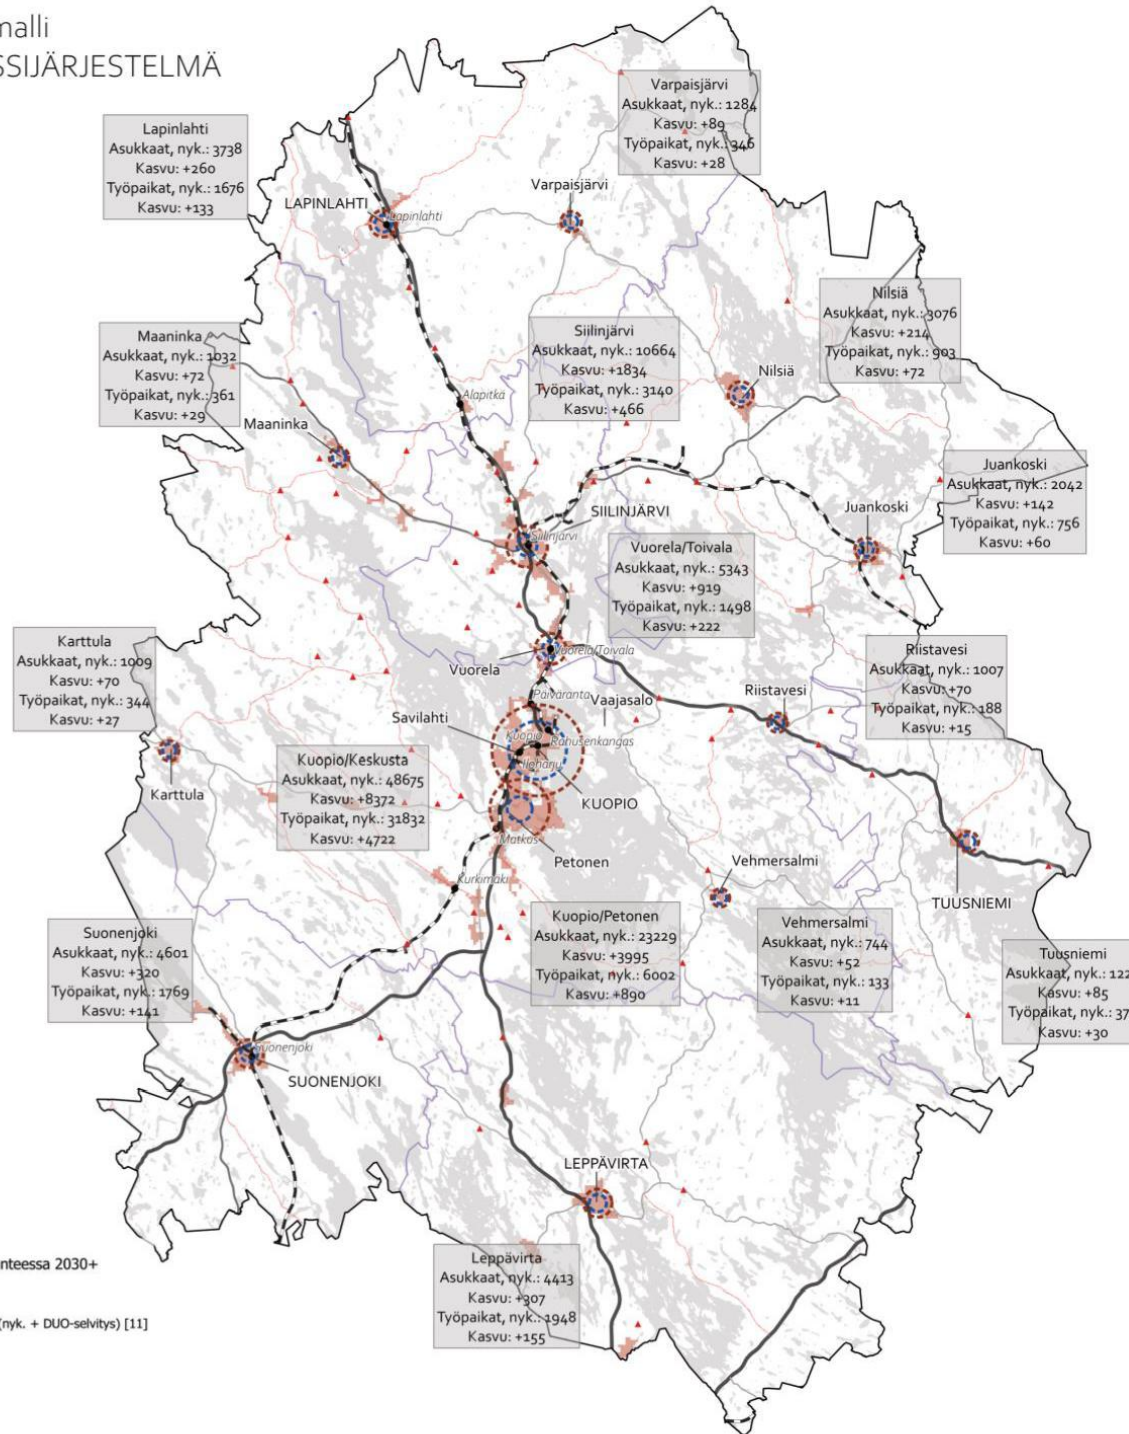 malli
SSIJÄRJESTELMÄ
Varpaisjärvi
Asukkaat, nyk.: 1284
Kasvu: +89
Työpaikat, nyk.: 346
Kasvu: +28
Lapinlahti
Asukkaat, nyk.: 3738
Kasvu: +260
Työpaikat, nyk.: 1676
Kasvu: +133
LAPINLAHTI
Lapinlahti
Varpaisjärvi
Nilsiä
Asukkaat, nyk.: 3076
Kasvu: +214
Työpaikat, nyk.: 903
Kasvu: +72
Maaninka
Asukkaat, nyk.: 1032
Kasvu: +72
Työpaikat, nyk.: 361
Kasvu: +29
Siilinjärvi
Asukkaat, nyk.: 10664
Kasvu: +1834
Työpaikat, nyk.: 3140
Kasvu: +466
Nilsiä
Alapitkä
Maaninka
Juankoski
Asukkaat, nyk.: 2042
Kasvu: +142
Työpaikat, nyk.: 756
Kasvu: +60
SIILINJÄRVI
Siilinjärvi
Juankoski
Vuorela/Toivala
Asukkaat, nyk.: 5343
Kasvu: +919
Työpaikat, nyk.: 1498
Kasvu: +222
Karttula
Asukkaat, nyk.: 1009
Kasvu: +70
Työpaikat, nyk.: 344
Kasvu: +27
Vuorela/Toivala
Vuorela
Riistavesi
Asukkaat, nyk.: 1007
Kasvu: +70
Työpaikat, nyk.: 188
Kasvu: +15
Päiväranta
Vaajasalo
Riistavesi
Savilahti
Kuopio
Rahusenkangas
Iloharju
Karttula
Kuopio/Keskusta
Asukkaat, nyk.: 48675
Kasvu: +8372
Työpaikat, nyk.: 31832
Kasvu: +4722
KUOPIO
Matkus
Petonen
Vehmersalmi
Kurkimäki
TUUSNIEMI
Suonenjoki
Asukkaat, nyk.: 4601
Kasvu: +320
Työpaikat, nyk.: 1769
Kasvu: +141
Kuopio/Petonen
Asukkaat, nyk.: 23229
Kasvu: +3995
Työpaikat, nyk.: 6002
Kasvu: +890
Vehmersalmi
Asukkaat, nyk.: 744
Kasvu: +52
Työpaikat, nyk.: 133
Kasvu: +11
Tuusniemi
Asukkaat, nyk.: 122
Kasvu: +85
Työpaikat, nyk.: 37
Kasvu: +30
Suonenjoki
SUONENJOKI
LEPPÄVIRTA
Leppävirta
Asukkaat, nyk.: 4413
Kasvu: +307
Työpaikat, nyk.: 1948
Kasvu: +155
nteessa 2030+
(nyk. + DUO-selvitys) [11]